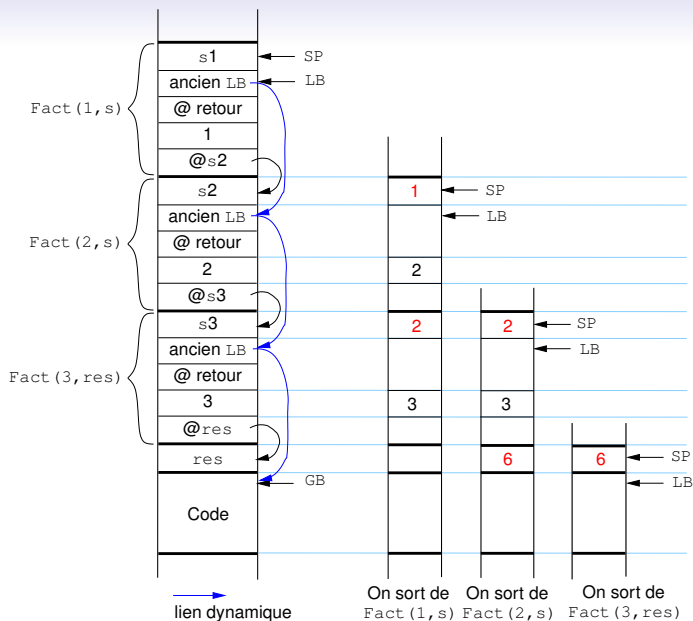 s1
SP
ancien LB
LB
Fact(1,s)
@ retour
1
@s2
s2
1
SP
ancien LB
LB
Fact(2,s)
@ retour
2
2
@s3
s3
2
2
SP
ancien LB
LB
Fact(3,res)
@ retour
3
3
3
@res
res
6
6
SP
GB
LB
Code
lien dynamique
On sort de
Fact(1,s)
On sort de
Fact(2,s)
On sort de
Fact(3,res)